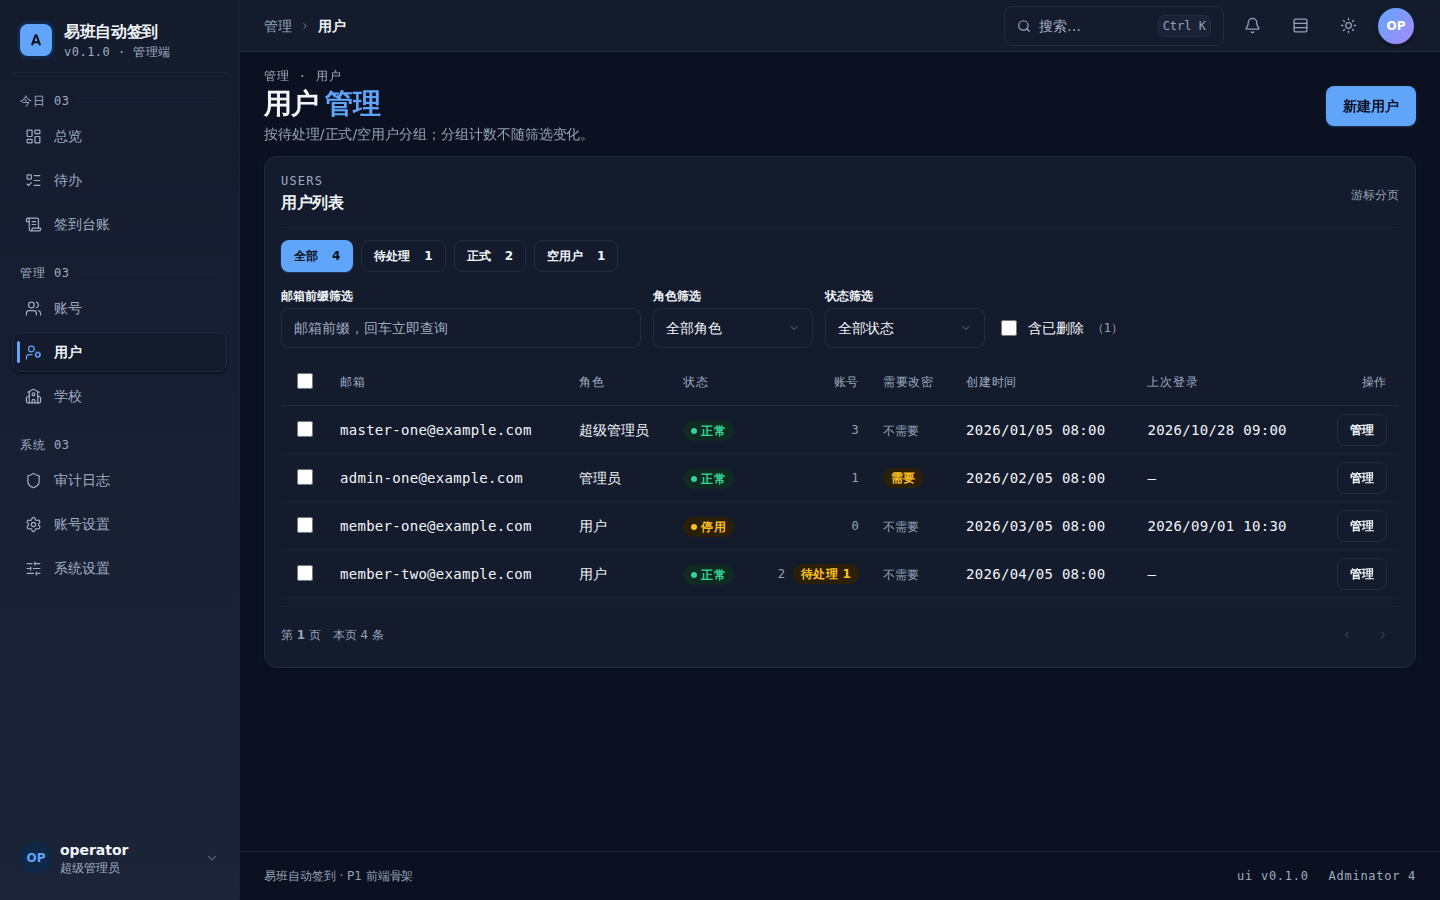 A
易班自动签到
v0.1.0 · 管理端
今日 03
总览
待办
签到台账
管理 03
账号
用户
学校
系统 03
审计日志
账号设置
系统设置
OP
operator
超级管理员
管理 › 用户
搜索... Ctrl K
OP
管理 · 用户
用户 管理
按待处理/正式/空用户分组；分组计数不随筛选变化。
新建用户
USERS
用户列表
游标分页
全部 4 待处理 1 正式 2 空用户 1
邮箱前缀筛选 角色筛选 状态筛选
邮箱前缀，回车立即查询 全部角色 全部状态 含已删除 （1）
邮箱 角色 状态 账号 需要改密 创建时间 上次登录 操作
master-one@example.com 超级管理员 正常 3 不需要 2026/01/05 08:00 2026/10/28 09:00 管理
admin-one@example.com 管理员 正常 1 需要 2026/02/05 08:00 — 管理
member-one@example.com 用户 停用 0 不需要 2026/03/05 08:00 2026/09/01 10:30 管理
member-two@example.com 用户 正常 2 待处理 1 不需要 2026/04/05 08:00 — 管理
第 1 页 本页 4 条 ‹ ›
易班自动签到 · P1 前端骨架
ui v0.1.0 Adminator 4